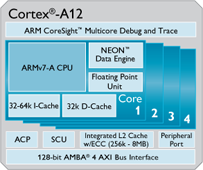 Cortex®-A12
ARM CoreSight™ Multicore Debug and Trace
ARMv7-A CPU
NEON™
Data Engine
Floating Point
Unit
32-64k I-Cache
32k D-Cache
Core
1
2
3
4
ACP
SCU
Integrated L2 Cache
w/ECC (256k - 8MB)
Peripheral
Port
128-bit AMBA® 4 AXI Bus Interface